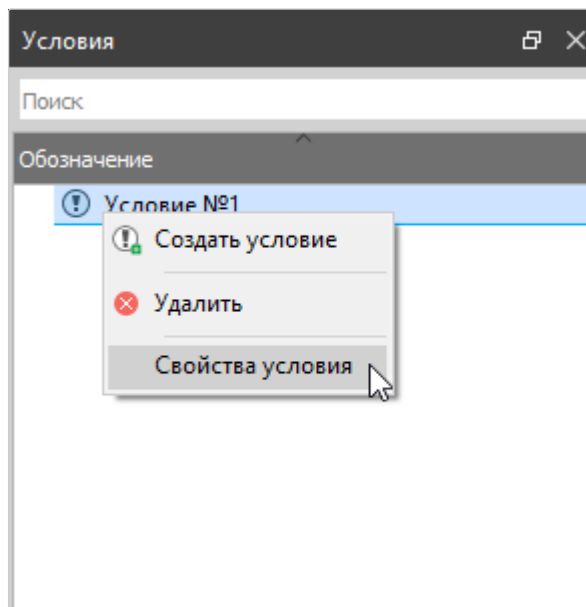 Условия
Поиск
Обозначение
Условие №1
Создать условие
Удалить
Свойства условия